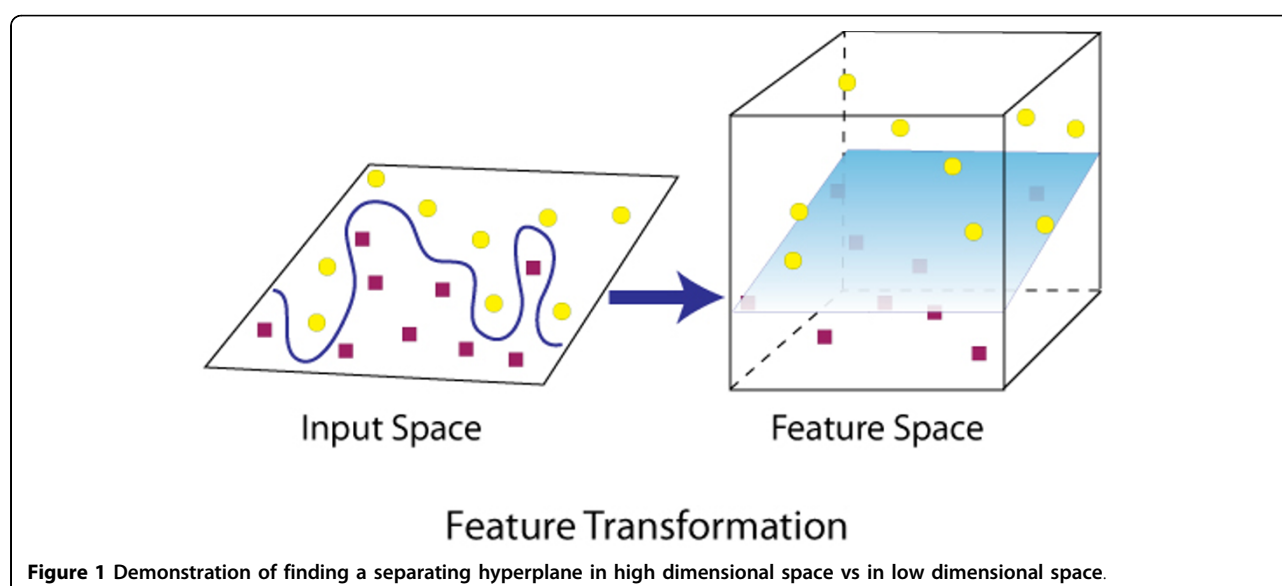 Input Space
Feature Space
Feature Transformation
Figure 1 Demonstration of finding a separating hyperplane in high dimensional space vs in low dimensional space.